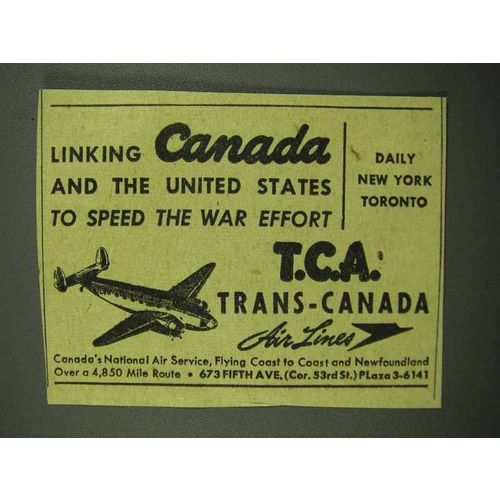 LINKING Canada
AND THE UNITED STATES
TO SPEED THE WAR EFFORT
DAILY
NEW YORK
TORONTO
T.C.A.
TRANS-CANADA
Air Lines
Canada's National Air Service, Flying Coast to Coast and Newfoundland
Over a 4,850 Mile Route • 673 FIFTH AVE. (Cor. 53rd St.) PLaza 3-6141